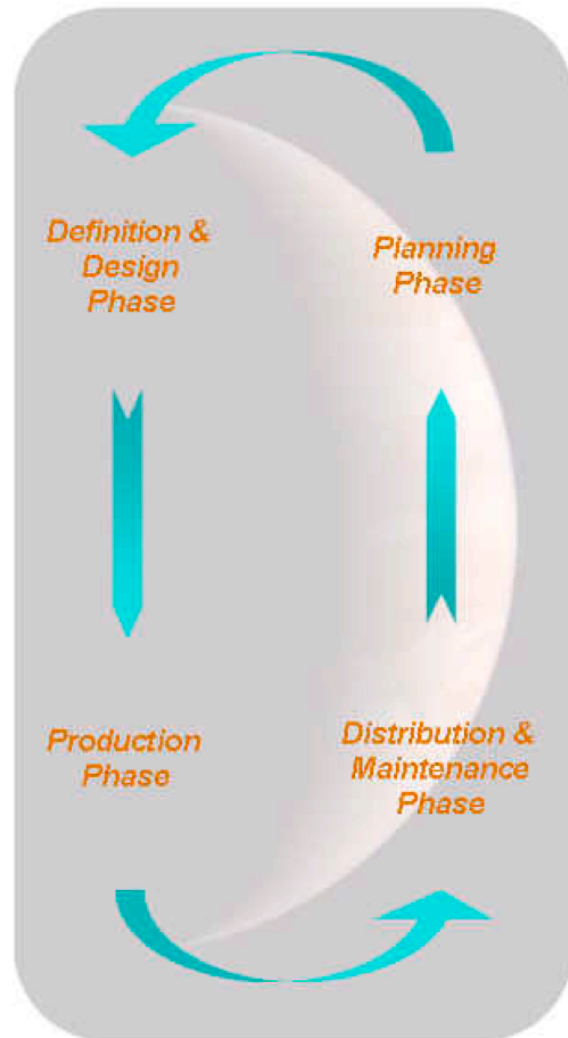 Definition &
Design
Phase
Planning
Phase
Production
Phase
Distribution &
Maintenance
Phase